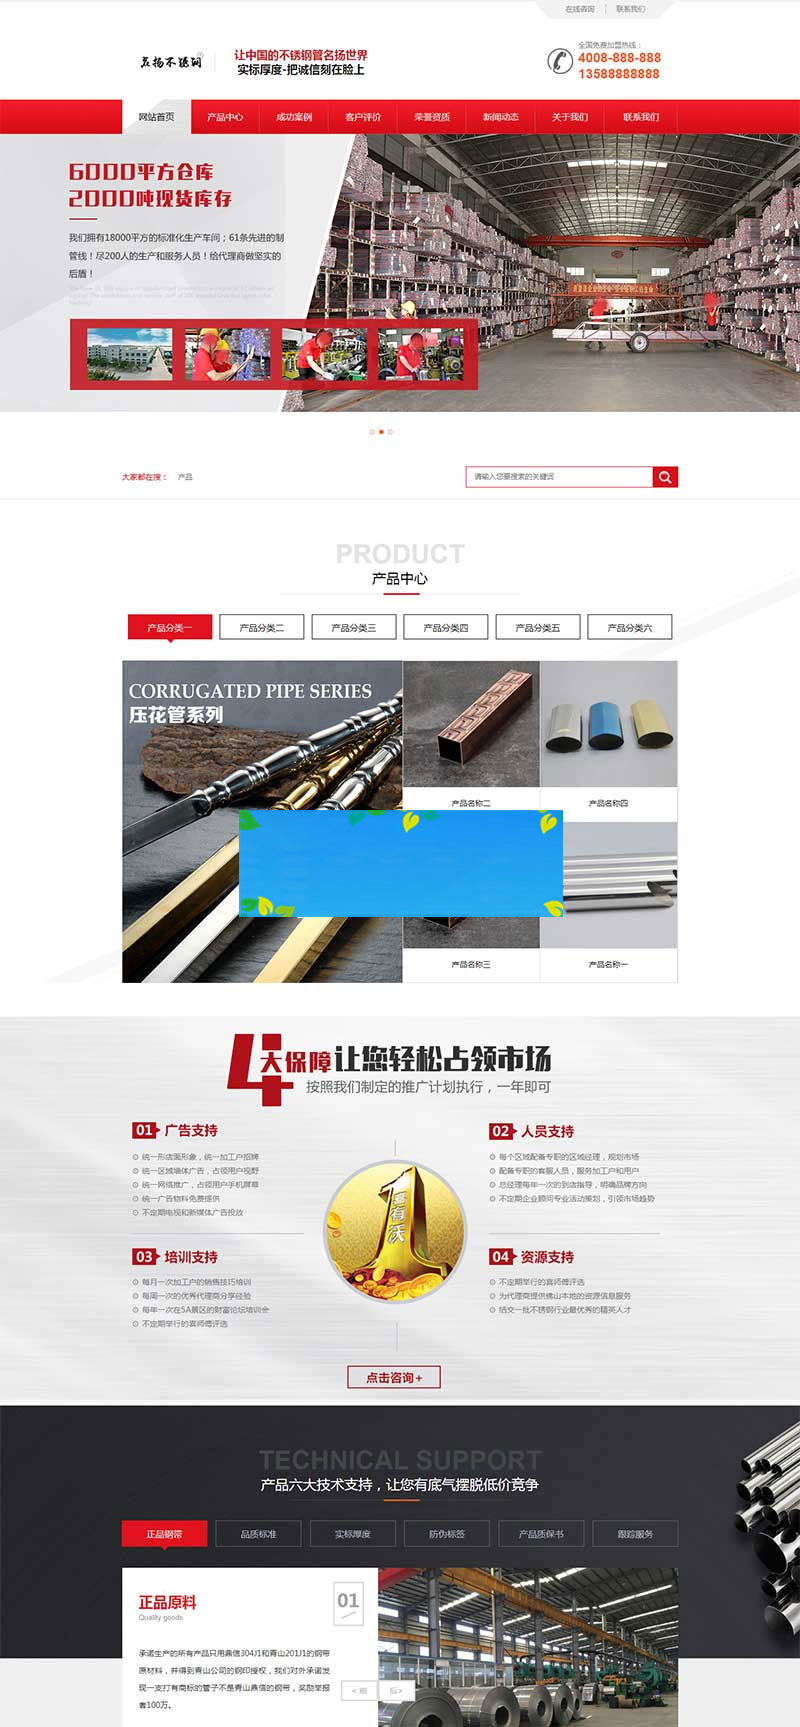 在线咨询
联系我们
让中国的不锈钢管名扬世界
实标厚度-把诚信刻在脸上
全国免费加盟热线：
4008-888-888
13588888888
网站首页
产品中心
成功案例
客户评价
荣誉资质
新闻动态
关于我们
联系我们
6000平方仓库
2000吨现货库存
我们拥有18000平方的标准化生产车间；61条先进的制
管线！尽200人的生产和服务人员！给代理商做坚实的
后盾！
大家都在搜：
产品
请输入您要搜索的关键词
PRODUCT
产品中心
产品分类一
产品分类二
产品分类三
产品分类四
产品分类五
产品分类六
CORRUGATED PIPE SERIES
压花管系列
产品名称二
产品名称四
产品名称三
产品名称一
4大保障让您轻松占领市场
按照我们制定的推广计划执行，一年即可
01 广告支持
统一形店面形象，统一加工户招牌
统一区域墙体广告，占领用户视野
统一网络推广，占领用户手机屏幕
统一广告物料免费提供
不定期电视和新媒体广告投放
02 人员支持
每个区域配备专职的区域经理，规划市场
配备专职的客服人员，服务加工户和用户
总经理每年一次的到店指导，明确品牌方向
不定期企业顾问专业活动策划，引领市场趋势
03 培训支持
每月一次加工户的销售技巧培训
每周一次的优秀代理商分享经验
每年一次在5A景区的财富论坛培训会
不定期举行的寡师傅评选
04 资源支持
不定期举行的寡师傅评选
为代理商提供佛山本地的资源信息服务
结交一批不锈钢行业最优秀的精英人才
点击咨询+
TECHNICAL SUPPORT
产品六大技术支持，让您有底气摆脱低价竞争
正品钢带
品质标准
实标厚度
防伪标签
产品质保书
跟踪服务
正品原料
Quality goods
01
承诺生产的所有产品只用鼎信304J1和青山201J1的钢带
原材料，并得到青山公司的钢印授权，我们对外承诺发
现一支打有商标的管子不是青山鼎信的钢带，奖励举报
者100万。
< 前
后>